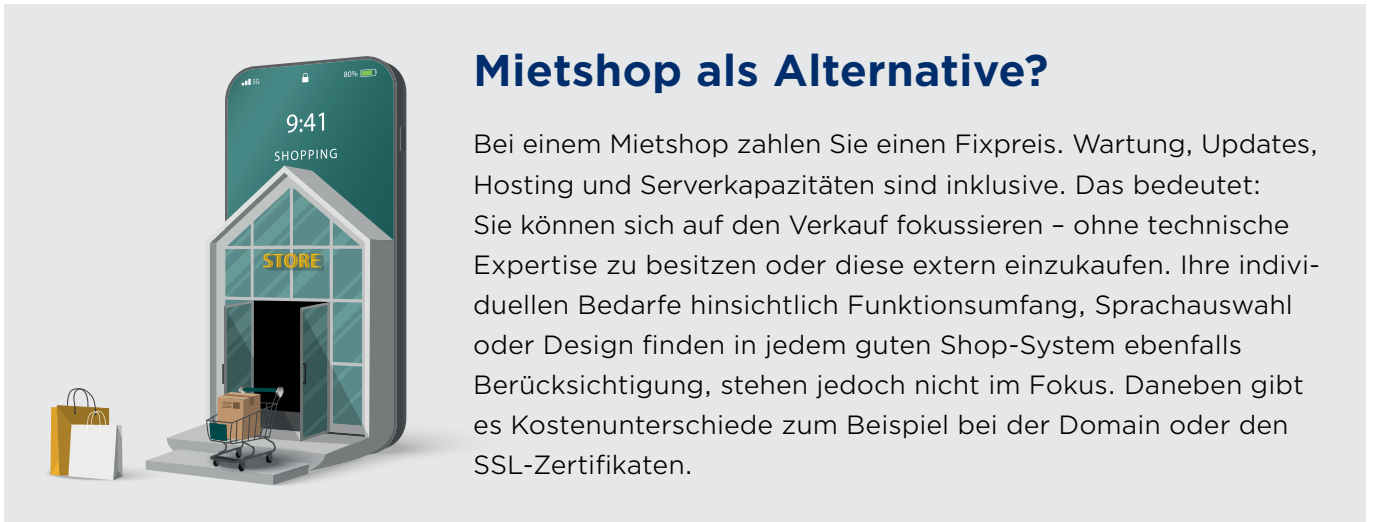 Mietshop als Alternative?
Bei einem Mietshop zahlen Sie einen Fixpreis. Wartung, Updates,
Hosting und Serverkapazitäten sind inklusive. Das bedeutet:
Sie können sich auf den Verkauf fokussieren – ohne technische
Expertise zu besitzen oder diese extern einzukaufen. Ihre indivi-
duellen Bedarfe hinsichtlich Funktionsumfang, Sprachauswahl
oder Design finden in jedem guten Shop-System ebenfalls
Berücksichtigung, stehen jedoch nicht im Fokus. Daneben gibt
es Kostenunterschiede zum Beispiel bei der Domain oder den
SSL-Zertifikaten.
5G 80%
9:41
SHOPPING
STORE